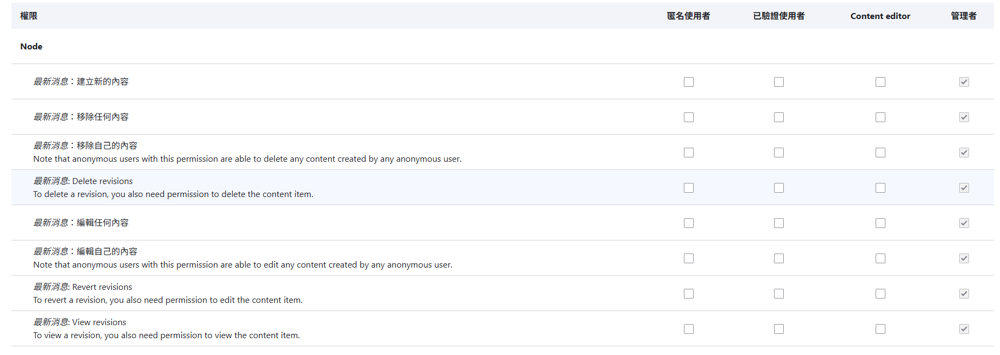 權限 匿名使用者 已驗證使用者 Content editor 管理者
Node
最新消息：建立新的內容
最新消息：移除任何內容
最新消息：移除自己的內容
Note that anonymous users with this permission are able to delete any content created by any anonymous user.
最新消息: Delete revisions
To delete a revision, you also need permission to delete the content item.
最新消息：編輯任何內容
最新消息：編輯自己的內容
Note that anonymous users with this permission are able to edit any content created by any anonymous user.
最新消息: Revert revisions
To revert a revision, you also need permission to edit the content item.
最新消息: View revisions
To view a revision, you also need permission to view the content item.